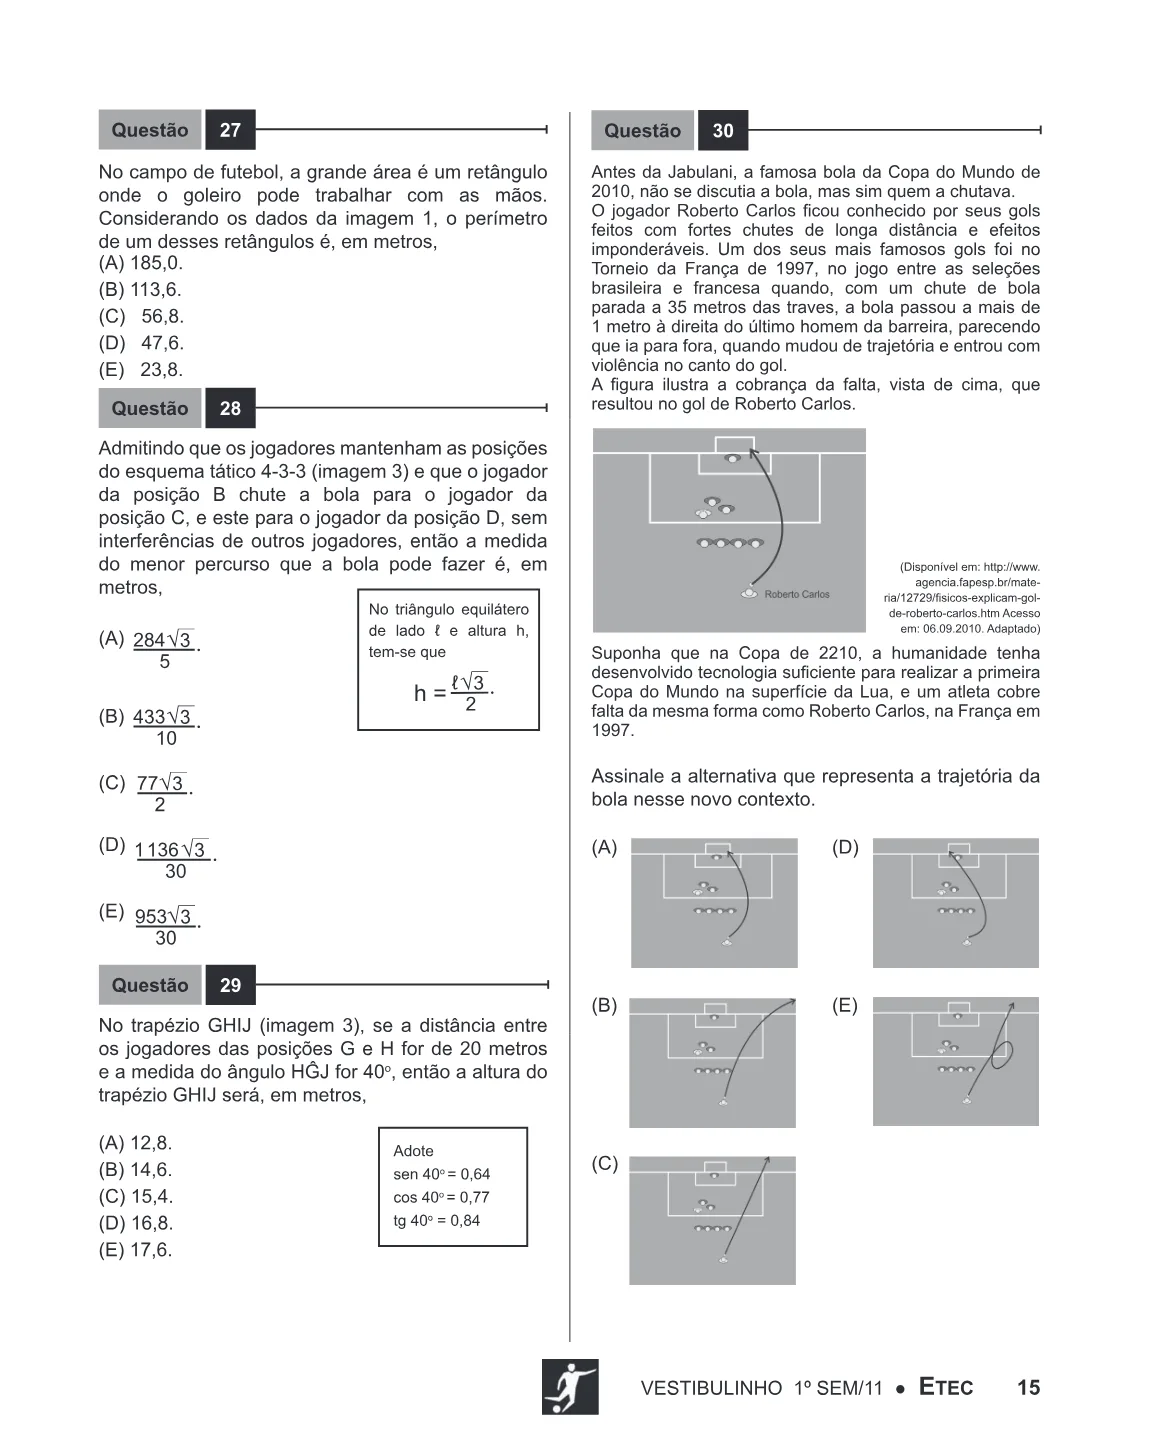 Questão 27
No campo de futebol, a grande área é um retângulo
onde o goleiro pode trabalhar com as mãos.
Considerando os dados da imagem 1, o perímetro
de um desses retângulos é, em metros,
(A) 185,0.
(B) 113,6.
(C) 56,8.
(D) 47,6.
(E) 23,8.
Questão 28
Admitindo que os jogadores mantenham as posições
do esquema tático 4-3-3 (imagem 3) e que o jogador
da posição B chute a bola para o jogador da
posição C, e este para o jogador da posição D, sem
interferências de outros jogadores, então a medida
do menor percurso que a bola pode fazer é, em
metros,
No triângulo equilátero
de lado ℓ e altura h,
tem-se que
h = ℓ√3/2.
(A) 284√3/5.
(B) 433√3/10.
(C) 77√3/2.
(D) 1136√3/30.
(E) 953√3/30.
Questão 29
No trapézio GHIJ (imagem 3), se a distância entre
os jogadores das posições G e H for de 20 metros
e a medida do ângulo HĜJ for 40º, então a altura do
trapézio GHIJ será, em metros,
(A) 12,8.
(B) 14,6.
(C) 15,4.
(D) 16,8.
(E) 17,6.
Adote
sen 40º = 0,64
cos 40º = 0,77
tg 40º = 0,84
Questão 30
Antes da Jabulani, a famosa bola da Copa do Mundo de
2010, não se discutia a bola, mas sim quem a chutava.
O jogador Roberto Carlos ficou conhecido por seus gols
feitos com fortes chutes de longa distância e efeitos
imponderáveis. Um dos seus mais famosos gols foi no
Torneio da França de 1997, no jogo entre as seleções
brasileira e francesa quando, com um chute de bola
parada a 35 metros das traves, a bola passou a mais de
1 metro à direita do último homem da barreira, parecendo
que ia para fora, quando mudou de trajetória e entrou com
violência no canto do gol.
A figura ilustra a cobrança da falta, vista de cima, que
resultou no gol de Roberto Carlos.
Roberto Carlos
(Disponível em: http://www.
agencia.fapesp.br/mate-
ria/12729/fisicos-explicam-gol-
de-roberto-carlos.htm Acesso
em: 06.09.2010. Adaptado)
Suponha que na Copa de 2210, a humanidade tenha
desenvolvido tecnologia suficiente para realizar a primeira
Copa do Mundo na superfície da Lua, e um atleta cobre
falta da mesma forma como Roberto Carlos, na França em
1997.
Assinale a alternativa que representa a trajetória da
bola nesse novo contexto.
(A)
(D)
(B)
(E)
(C)
VESTIBULINHO 1º SEM/11 • ETEC 15